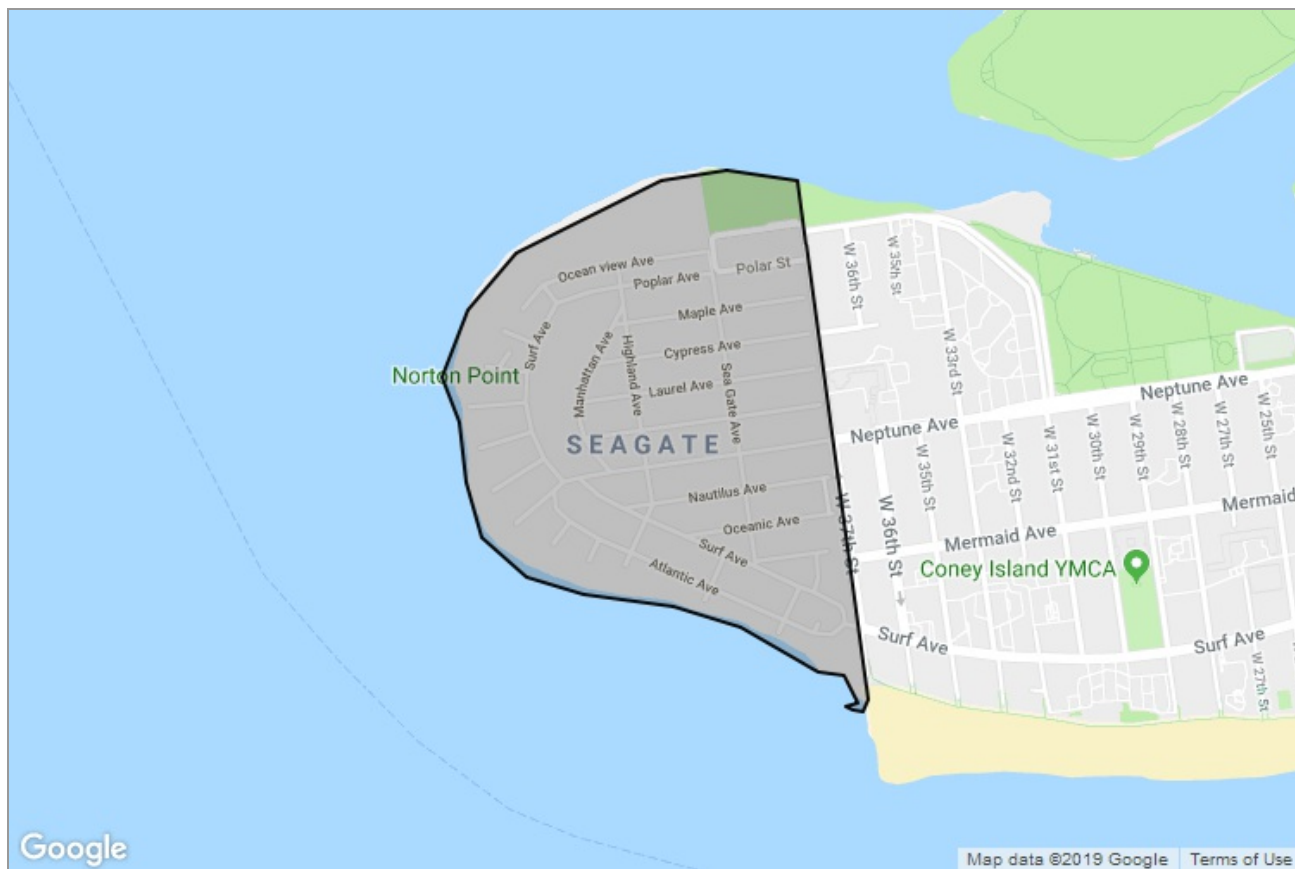 Ocean view Ave
Poplar Ave
Polar St
W 36th St
W 35th St
Maple Ave
Surf Ave
Manhattan Ave
Highland Ave
Cypress Ave
Sea Gate Ave
W 33rd St
Norton Point
Laurel Ave
Neptune Ave
Neptune Ave
SEAGATE
W 35th St
W 32nd St
W 31st St
W 30th St
W 29th St
W 28th St
W 27th St
W 25th St
Nautilus Ave
W 37th St
W 36th St
Mermaid Ave
Mermaid
Oceanic Ave
Surf Ave
Atlantic Ave
Coney Island YMCA
Surf Ave
Surf Ave
W 27th St
Google
Map data ©2019 Google
Terms of Use